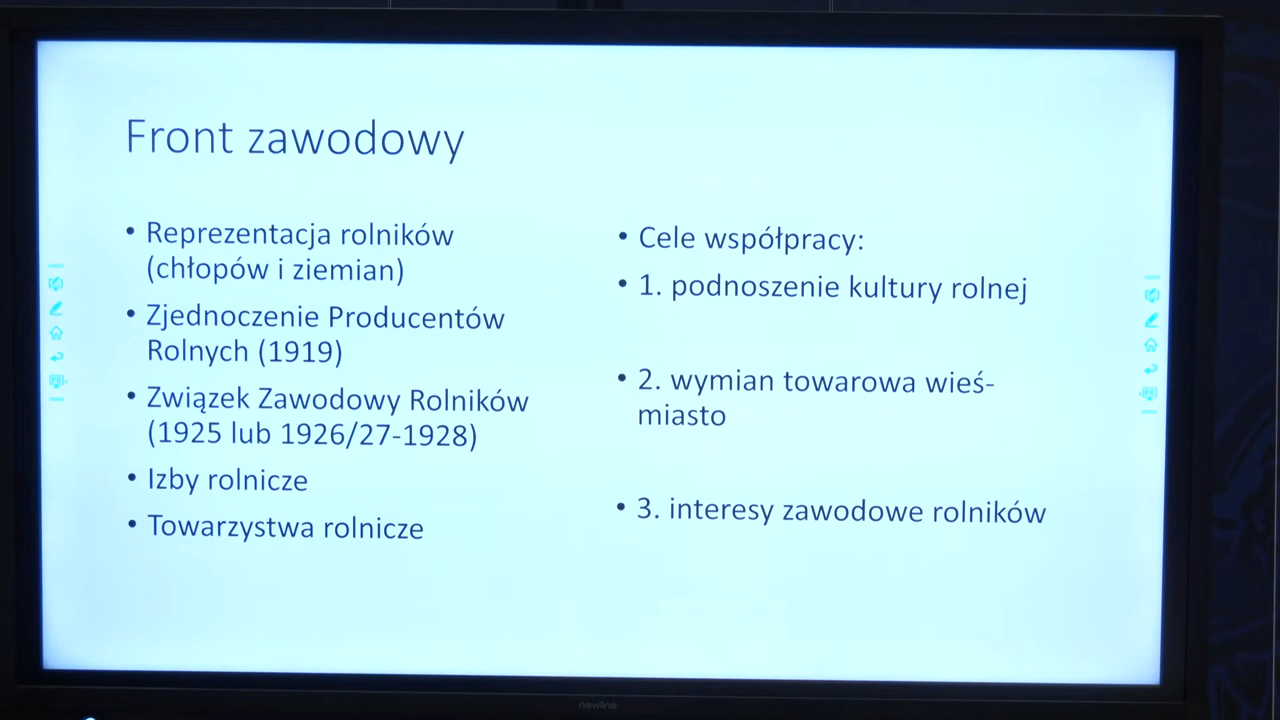 Front zawodowy
• Reprezentacja rolników
(chłopów i ziemian)
• Zjednoczenie Producentów
Rolnych (1919)
• Związek Zawodowy Rolników
(1925 lub 1926/27-1928)
• Izby rolnicze
• Towarzystwa rolnicze
• Cele współpracy:
• 1. podnoszenie kultury rolnej
• 2. wymian towarowa wieś-
miasto
• 3. interesy zawodowe rolników
newline